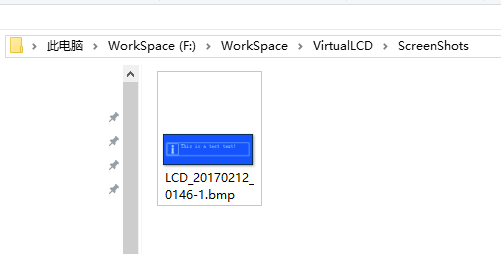 此电脑 > WorkSpace (F:) > WorkSpace > VirtualLCD > ScreenShots
This is a test text!
LCD_20170212_
0146-1.bmp